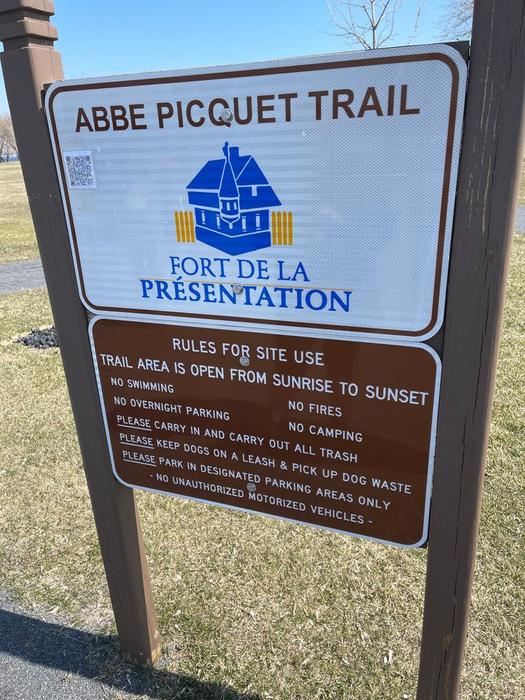 ABBE PICQUET TRAIL
FORT DE LA
PRÉSENTATION
RULES FOR SITE USE
TRAIL AREA IS OPEN FROM SUNRISE TO SUNSET
NO SWIMMING
NO FIRES
NO OVERNIGHT PARKING
NO CAMPING
PLEASE CARRY IN AND CARRY OUT ALL TRASH
PLEASE KEEP DOGS ON A LEASH & PICK UP DOG WASTE
PLEASE PARK IN DESIGNATED PARKING AREAS ONLY
- NO UNAUTHORIZED MOTORIZED VEHICLES -